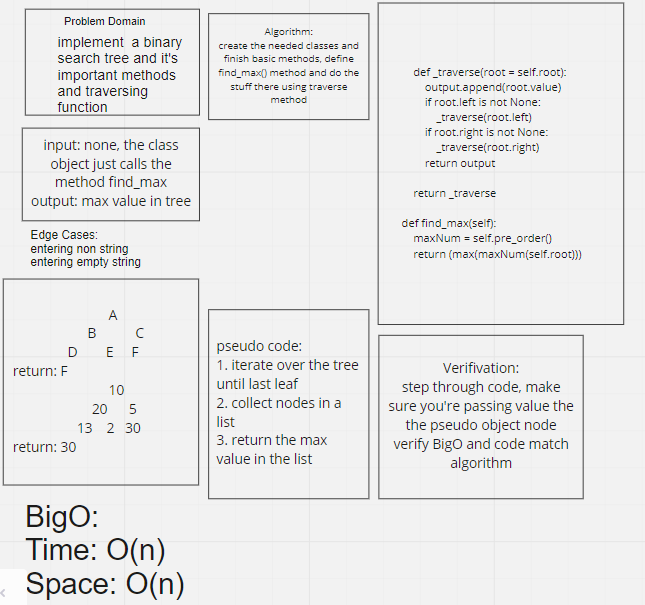 Problem Domain
implement a binary
search tree and it's
important methods
and traversing
function
Algorithm:
create the needed classes and
finish basic methods, define
find_max() method and do the
stuff there using traverse
method
def _traverse(root = self.root):
output.append(root.value)
if root.left is not None:
_traverse(root.left)
if root.right is not None:
_traverse(root.right)
return output
return _traverse
def find_max(self):
maxNum = self.pre_order()
return (max(maxNum(self.root)))
input: none, the class
object just calls the
method find_max
output: max value in tree
Edge Cases:
entering non string
entering empty string
A
B C
D E F
return: F
10
20 5
13 2 30
return: 30
pseudo code:
1. iterate over the tree
until last leaf
2. collect nodes in a
list
3. return the max
value in the list
Verifivation:
step through code, make
sure you're passing value the
the pseudo object node
verify BigO and code match
algorithm
BigO:
Time: O(n)
Space: O(n)